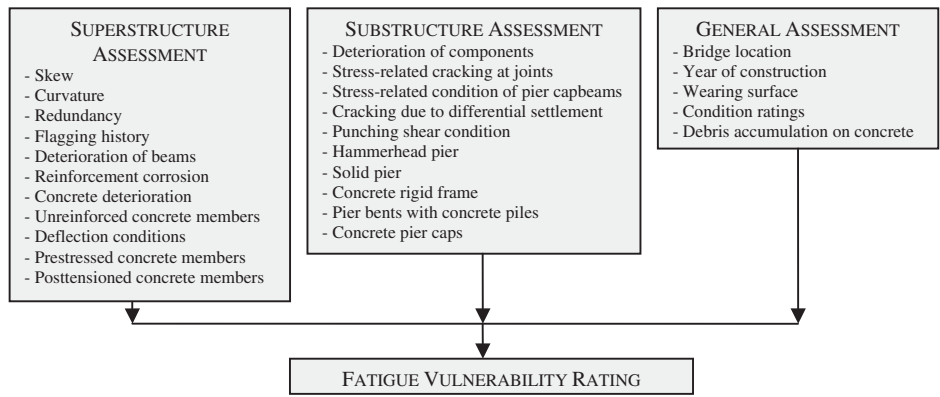 SUPERSTRUCTURE
ASSESSMENT
- Skew
- Curvature
- Redundancy
- Flagging history
- Deterioration of beams
- Reinforcement corrosion
- Concrete deterioration
- Unreinforced concrete members
- Deflection conditions
- Prestressed concrete members
- Posttensioned concrete members
SUBSTRUCTURE ASSESSMENT
- Deterioration of components
- Stress-related cracking at joints
- Stress-related condition of pier capbeams
- Cracking due to differential settlement
- Punching shear condition
- Hammerhead pier
- Solid pier
- Concrete rigid frame
- Pier bents with concrete piles
- Concrete pier caps
GENERAL ASSESSMENT
- Bridge location
- Year of construction
- Wearing surface
- Condition ratings
- Debris accumulation on concrete
FATIGUE VULNERABILITY RATING